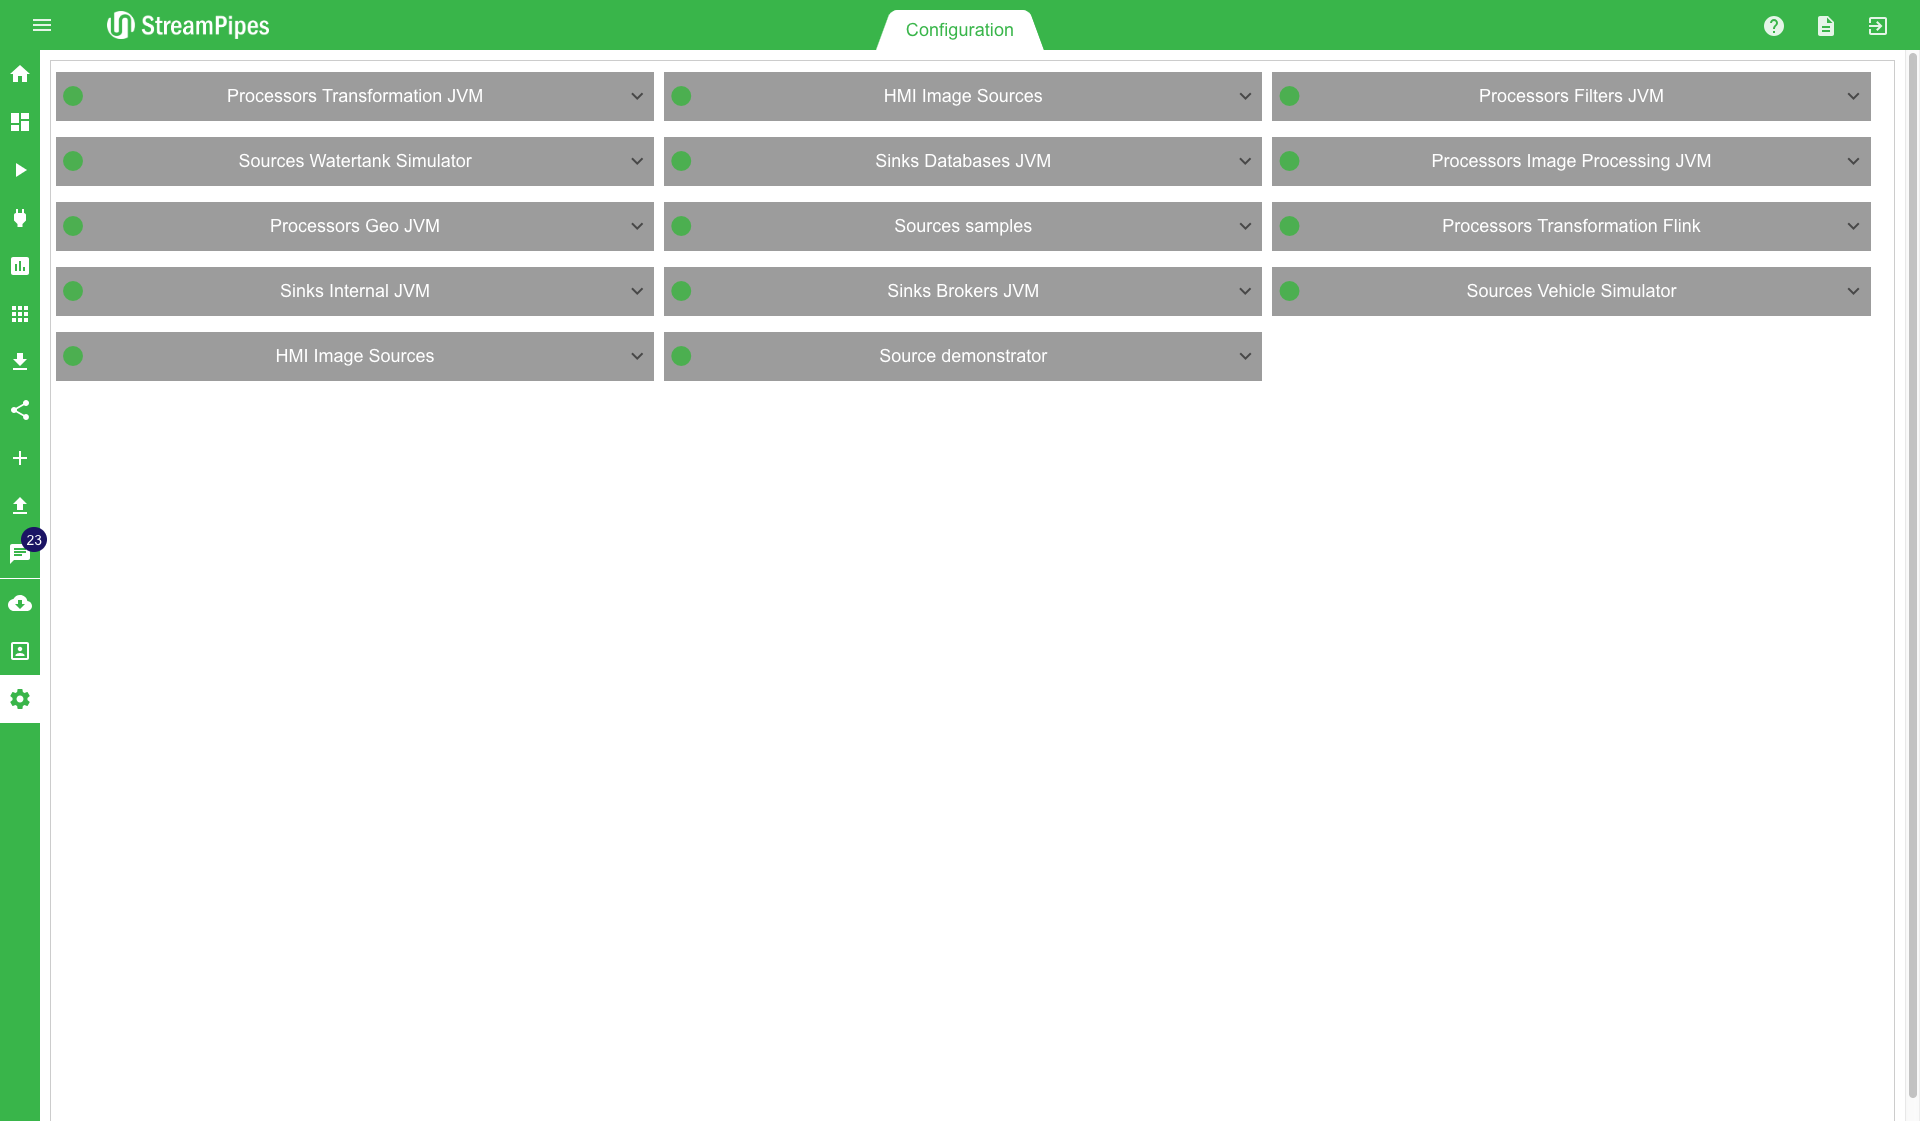 StreamPipes
Configuration
Processors Transformation JVM
HMI Image Sources
Processors Filters JVM
Sources Watertank Simulator
Sinks Databases JVM
Processors Image Processing JVM
Processors Geo JVM
Sources samples
Processors Transformation Flink
Sinks Internal JVM
Sinks Brokers JVM
Sources Vehicle Simulator
HMI Image Sources
Source demonstrator
23